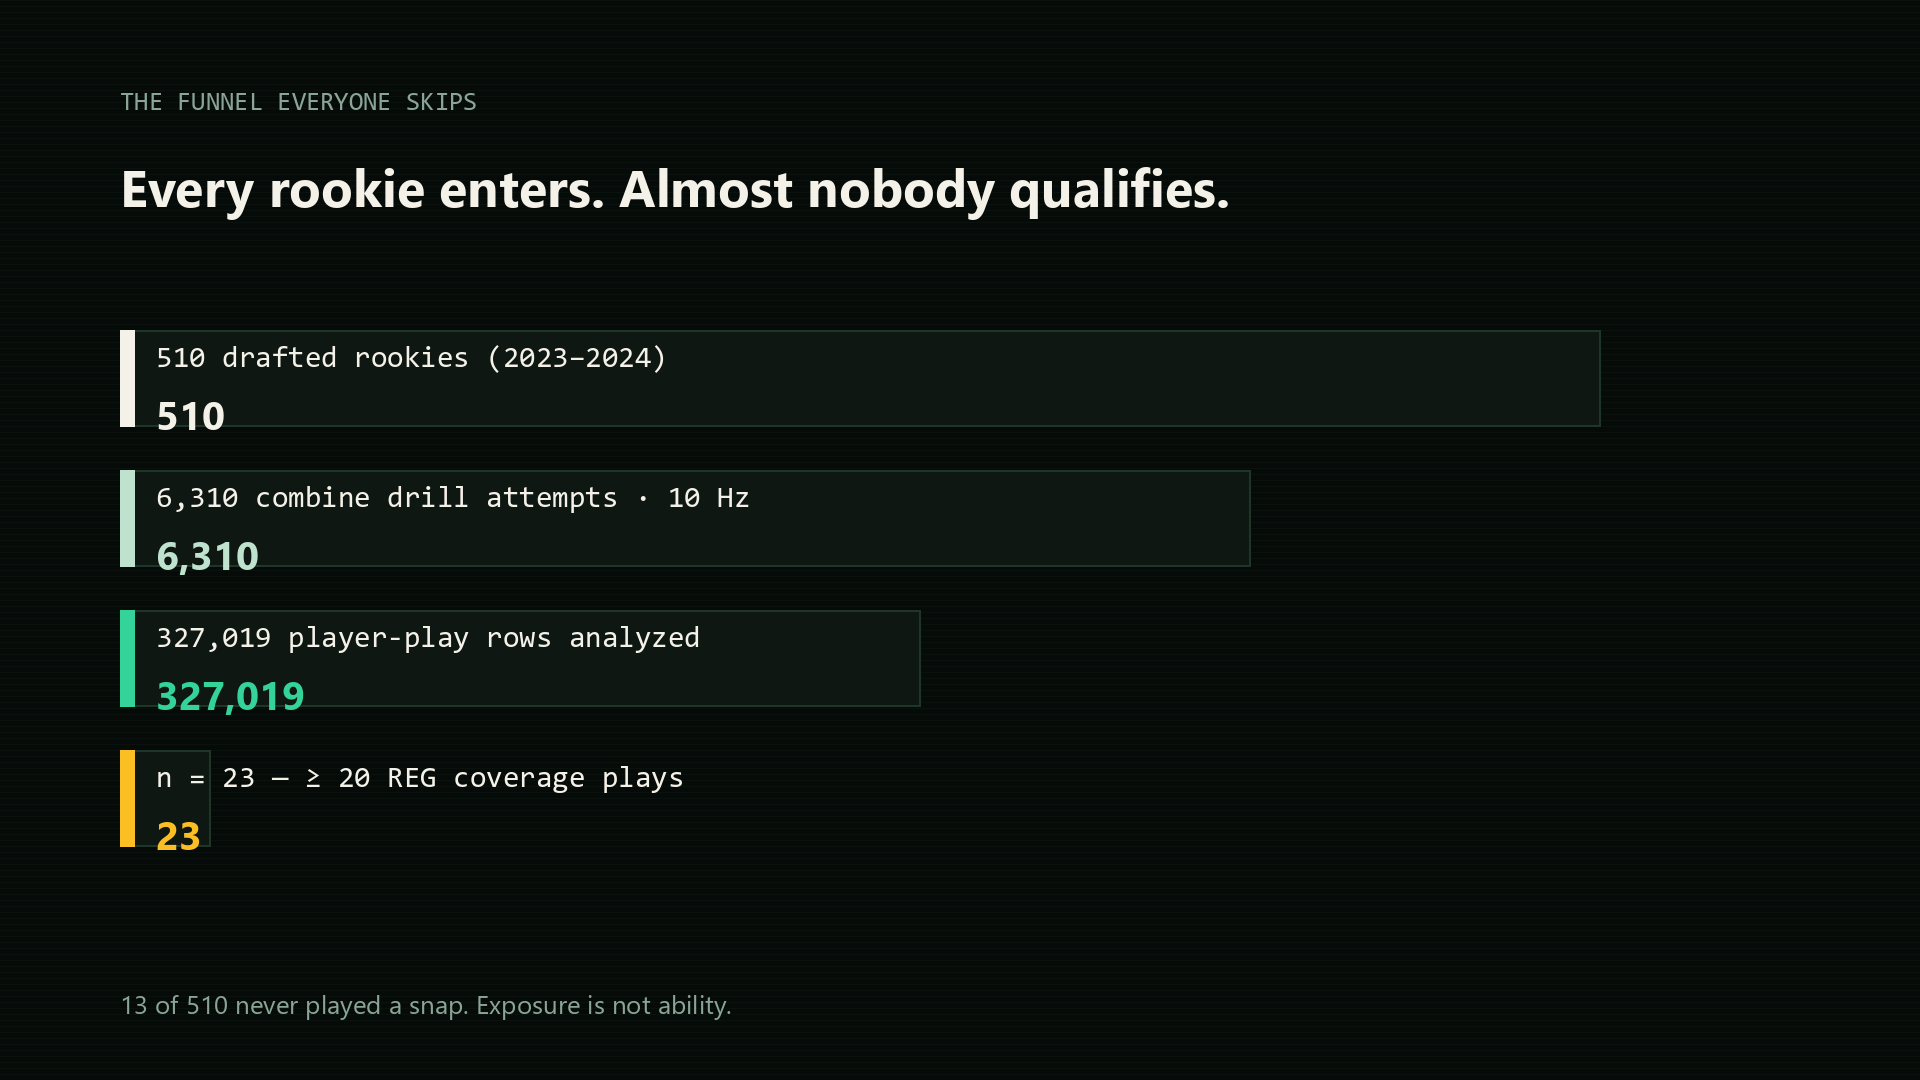 THE FUNNEL EVERYONE SKIPS
Every rookie enters. Almost nobody qualifies.
510 drafted rookies (2023–2024)
510
6,310 combine drill attempts · 10 Hz
6,310
327,019 player-play rows analyzed
327,019
n = 23 — ≥ 20 REG coverage plays
23
13 of 510 never played a snap. Exposure is not ability.